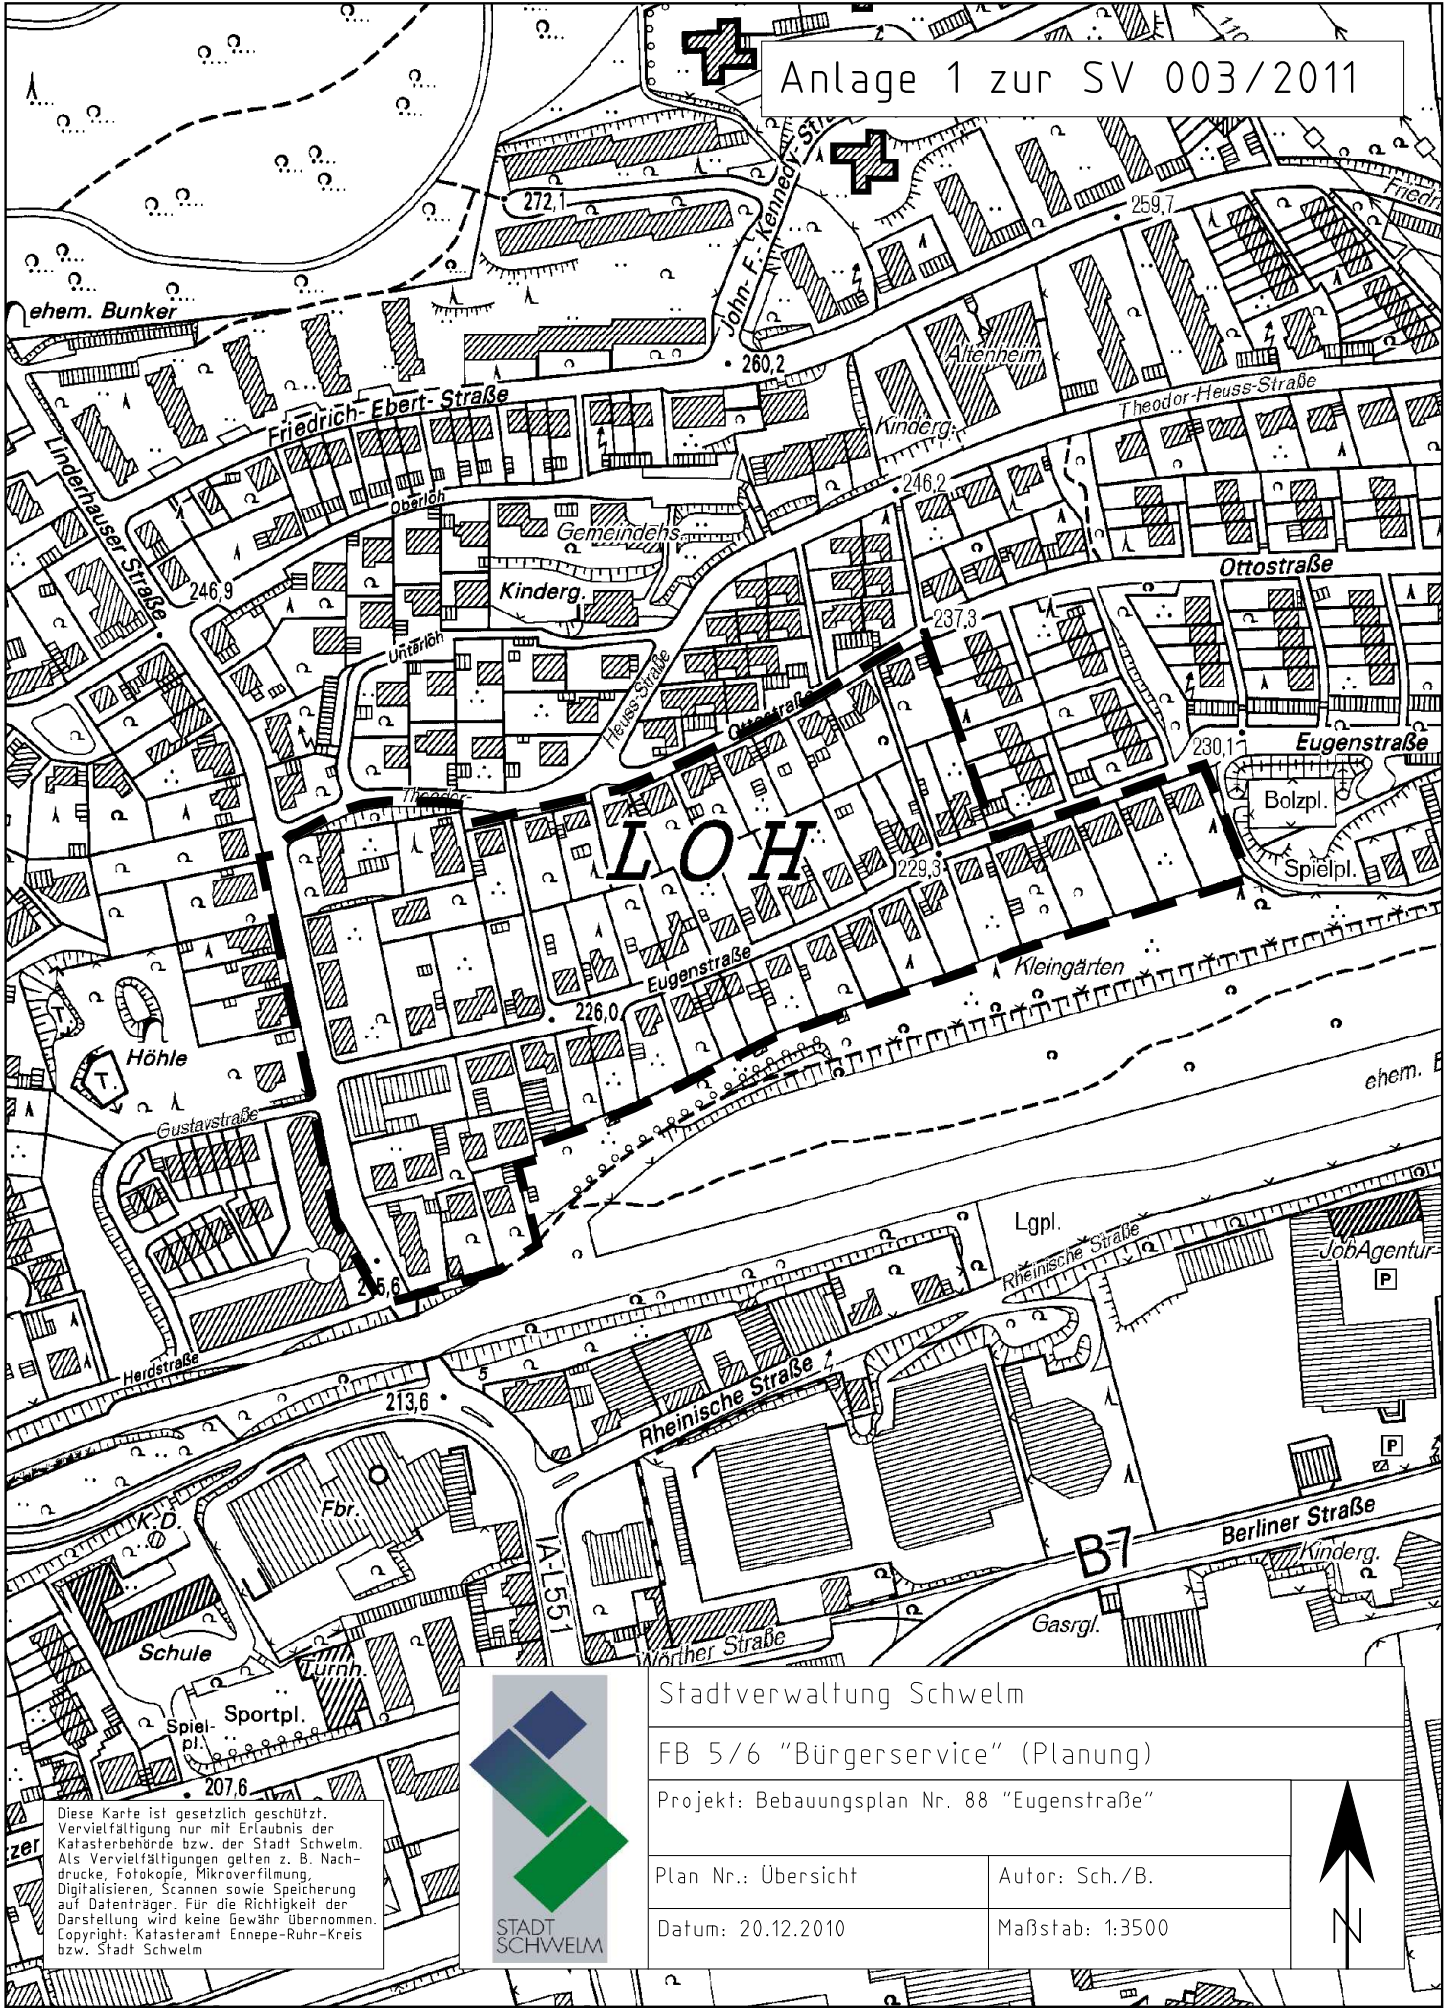 Anlage 1 zur SV 003/2011
John-F.-Kennedy-
272,1
259,7
ehem. Bunker
260,2
Altenheim
Friedrich-Ebert-Straße
Theodor-Heuss-Straße
Kinderg.
Linderhauser Straße
Oberloh
246,2
Gemeindehs.
246,9
Kinderg.
Ottostraße
237,3
Unterloh
Heuss-Straße
Ottostraße
230,1
Eugenstraße
Bolzpl.
Theodor-
LOH
229,3
Spielpl.
Eugenstraße
Kleingärten
226,0
Höhle
T.
T.
ehem.
Gustavstraße
Lgpl.
Rheinische Straße
JobAgentur
P
Herdstraße
5
213,6
Rheinische Straße
P
K.D.
Fbr.
Berliner Straße
B7
Kinderg.
Gasrgl.
Schule
Wörther Straße
Turnh.
Sportpl.
Spiel-
pl.
207,6
Diese Karte ist gesetzlich geschützt.
Vervielfältigung nur mit Erlaubnis der
Katasterbehörde bzw. der Stadt Schwelm.
Als Vervielfältigungen gelten z. B. Nach-
drucke, Fotokopie, Mikroverfilmung,
Digitalisieren, Scannen sowie Speicherung
auf Datenträger. Für die Richtigkeit der
Darstellung wird keine Gewähr übernommen.
Copyright: Katasteramt Ennepe-Ruhr-Kreis
bzw. Stadt Schwelm
STADT
SCHWELM
Stadtverwaltung Schwelm
FB 5/6 "Bürgerservice" (Planung)
Projekt: Bebauungsplan Nr. 88 "Eugenstraße"
Plan Nr.: Übersicht
Autor: Sch./B.
Datum: 20.12.2010
Maßstab: 1:3500
N